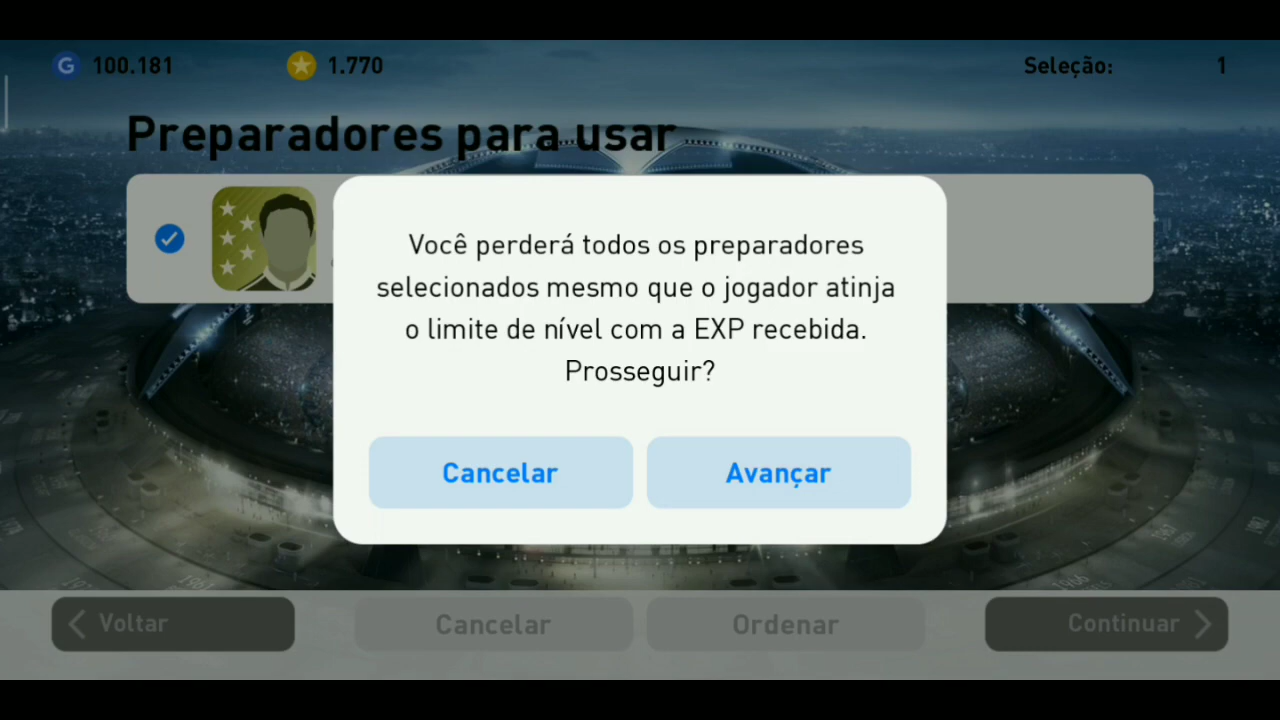 G 100.181 1.770 Seleção: 1
Preparadores para usar
Você perderá todos os preparadores
selecionados mesmo que o jogador atinja
o limite de nível com a EXP recebida.
Prosseguir?
Cancelar Avançar
Voltar Cancelar Ordenar Continuar